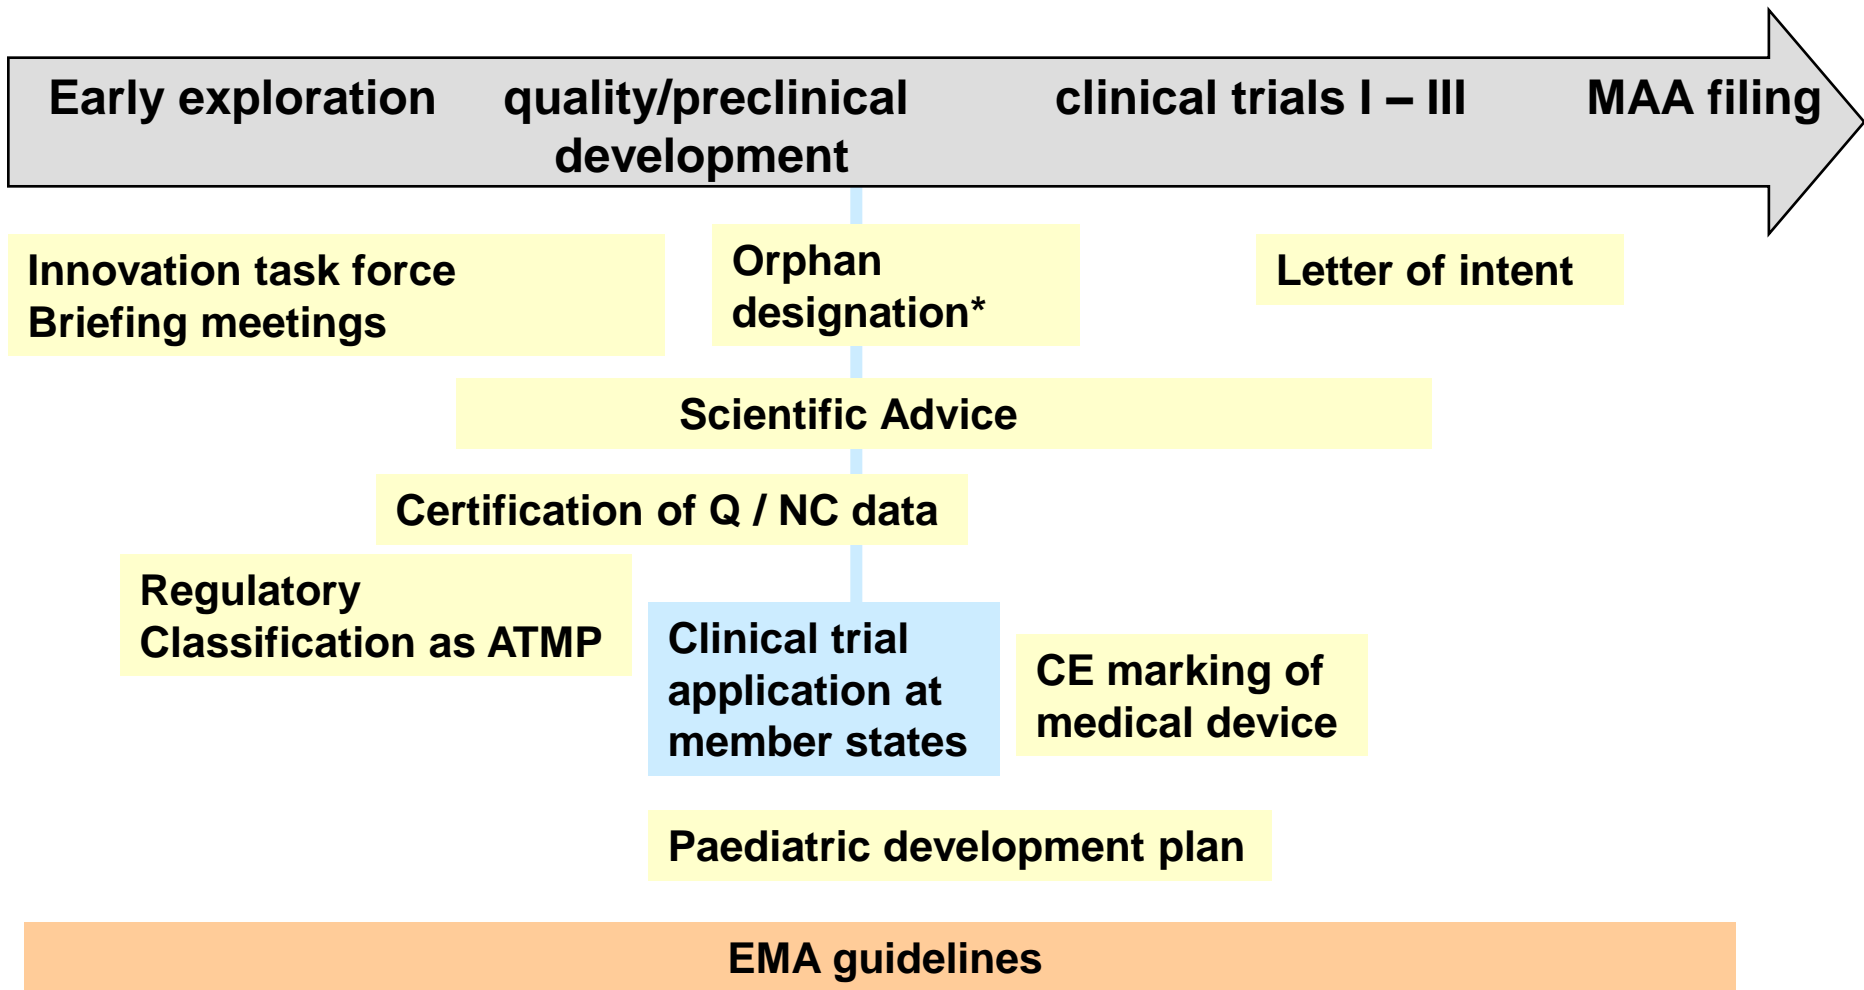 Early exploration
quality/preclinical
development
clinical trials I – III
MAA filing
Innovation task force
Briefing meetings
Orphan
designation*
Letter of intent
Scientific Advice
Certification of Q / NC data
Regulatory
Classification as ATMP
Clinical trial
application at
member states
CE marking of
medical device
Paediatric development plan
EMA guidelines